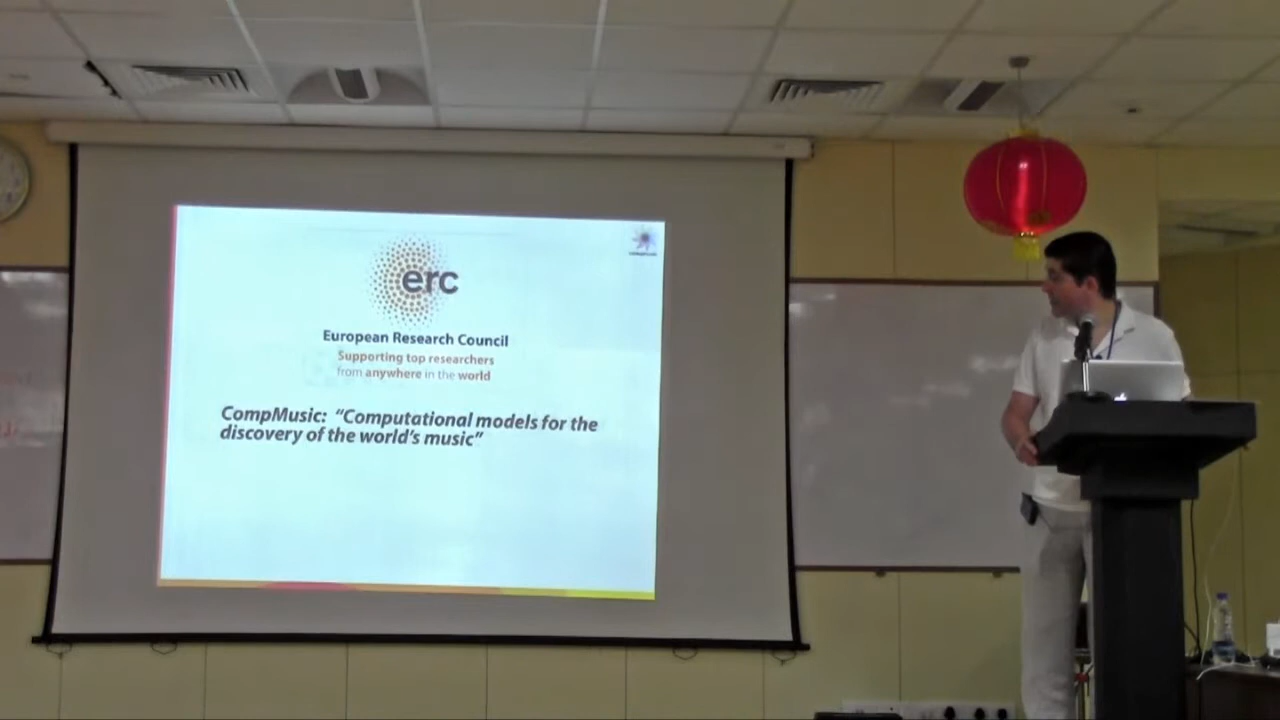 erc
European Research Council
Supporting top researchers
from anywhere in the world
CompMusic: “Computational models for the
discovery of the world’s music”